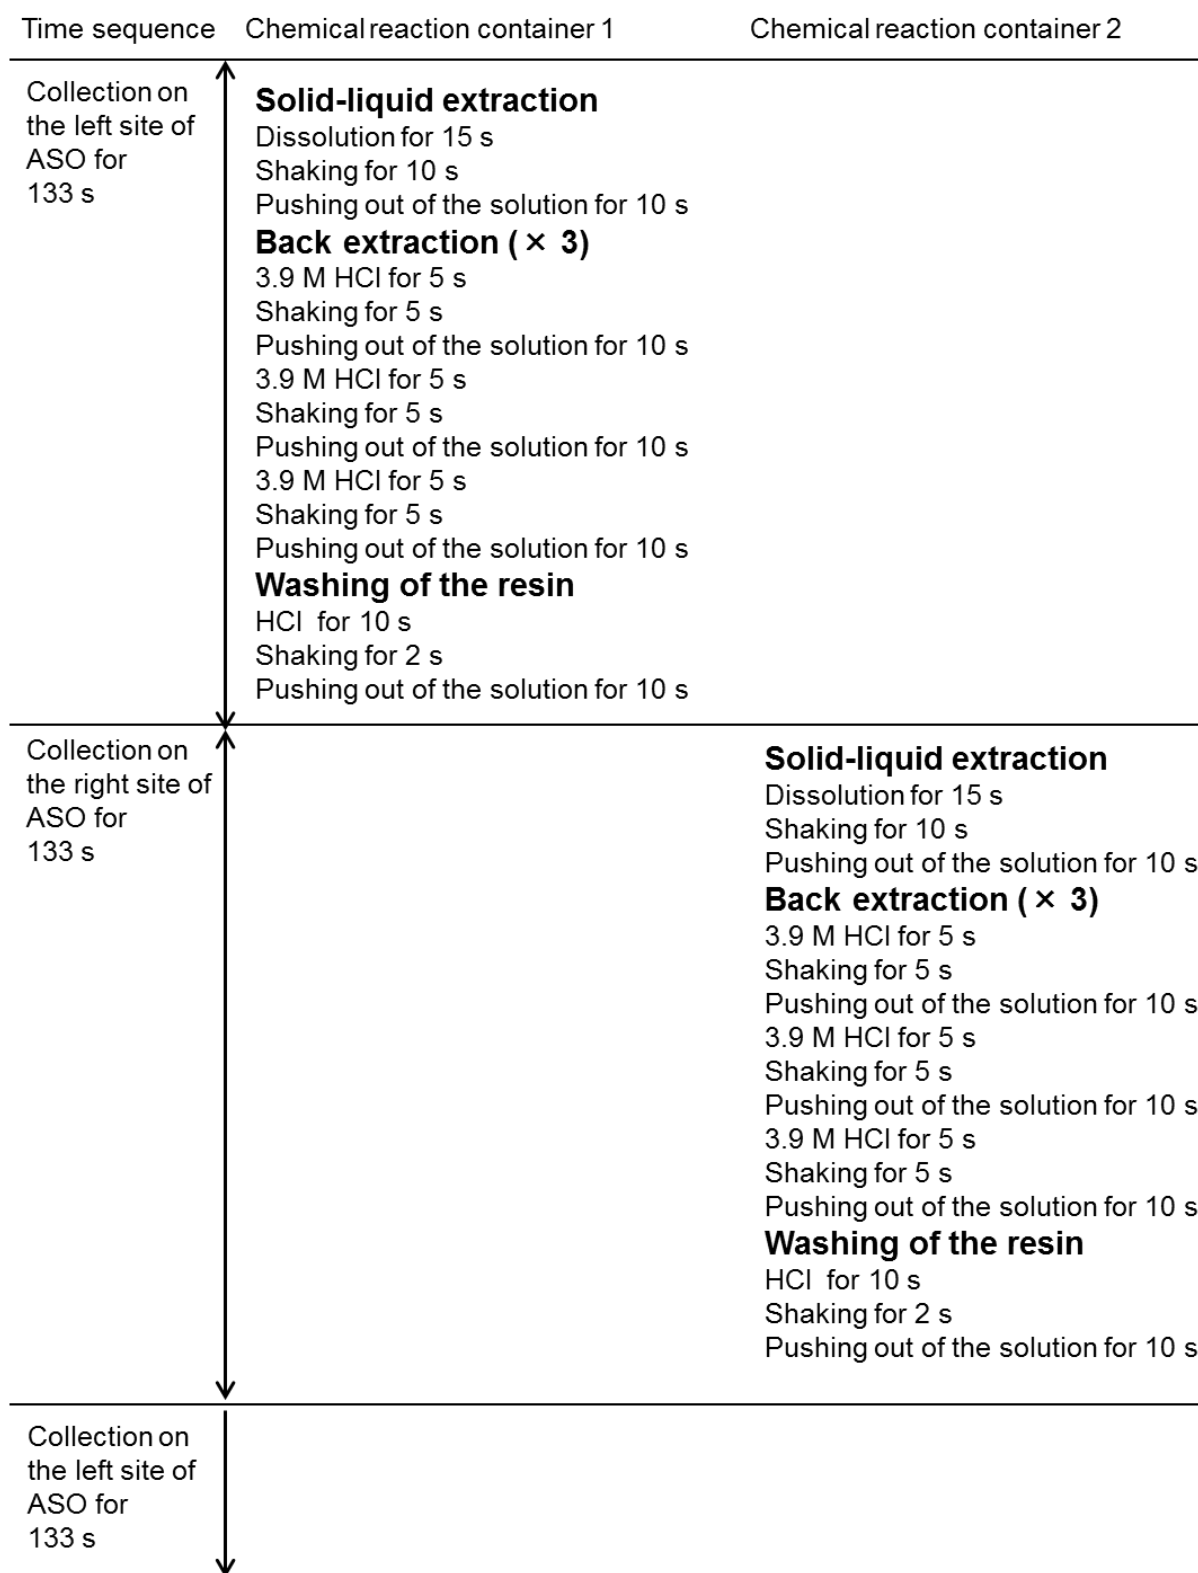 Time sequence Chemical reaction container 1 Chemical reaction container 2
Collection on
the left site of
ASO for
133 s
Solid-liquid extraction
Dissolution for 15 s
Shaking for 10 s
Pushing out of the solution for 10 s
Back extraction ( × 3)
3.9 M HCl for 5 s
Shaking for 5 s
Pushing out of the solution for 10 s
3.9 M HCl for 5 s
Shaking for 5 s
Pushing out of the solution for 10 s
3.9 M HCl for 5 s
Shaking for 5 s
Pushing out of the solution for 10 s
Washing of the resin
HCl for 10 s
Shaking for 2 s
Pushing out of the solution for 10 s
Collection on
the right site of
ASO for
133 s
Solid-liquid extraction
Dissolution for 15 s
Shaking for 10 s
Pushing out of the solution for 10 s
Back extraction ( × 3)
3.9 M HCl for 5 s
Shaking for 5 s
Pushing out of the solution for 10 s
3.9 M HCl for 5 s
Shaking for 5 s
Pushing out of the solution for 10 s
3.9 M HCl for 5 s
Shaking for 5 s
Pushing out of the solution for 10 s
Washing of the resin
HCl for 10 s
Shaking for 2 s
Pushing out of the solution for 10 s
Collection on
the left site of
ASO for
133 s